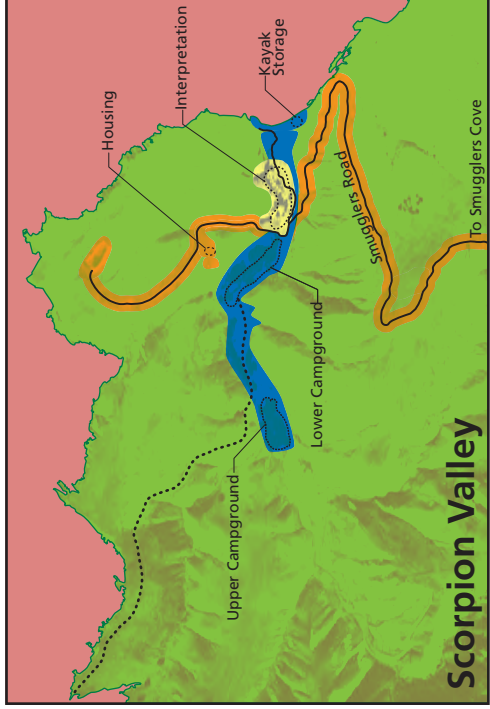 Housing
Interpretation
Kayak
Storage
Smugglers Road
To Smugglers Cove
Lower Campground
Upper Campground
Scorpion Valley